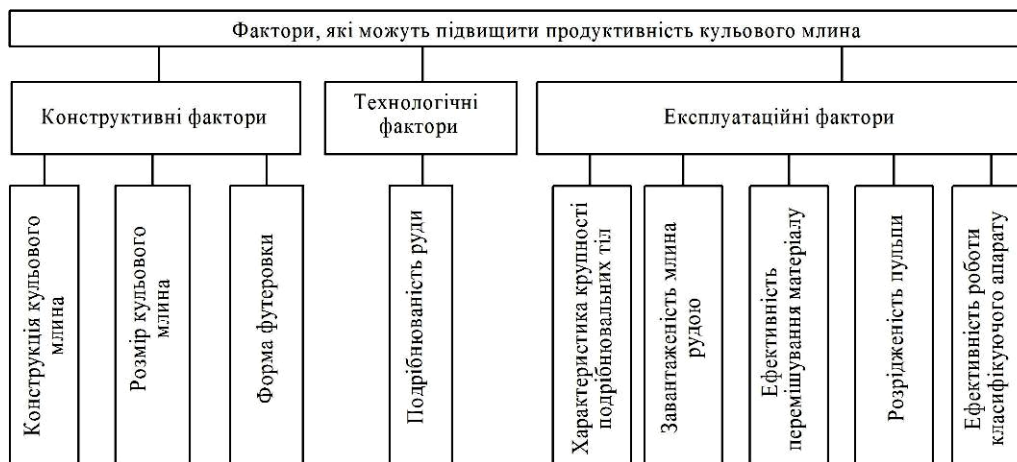 Фактори, які можуть підвищити продуктивність кульового млина
Конструктивні фактори
Технологічні
фактори
Експлуатаційні фактори
Конструкція кульового
млина
Розмір кульового
млина
Форма футеровки
Подрібнюваність руди
Характеристика крупності
подрібнювальних тіл
Завантаженість млина
рудою
Ефективність
перемішування матеріалу
Розрідженість пульпи
Ефективність роботи
класифікуючого апарату